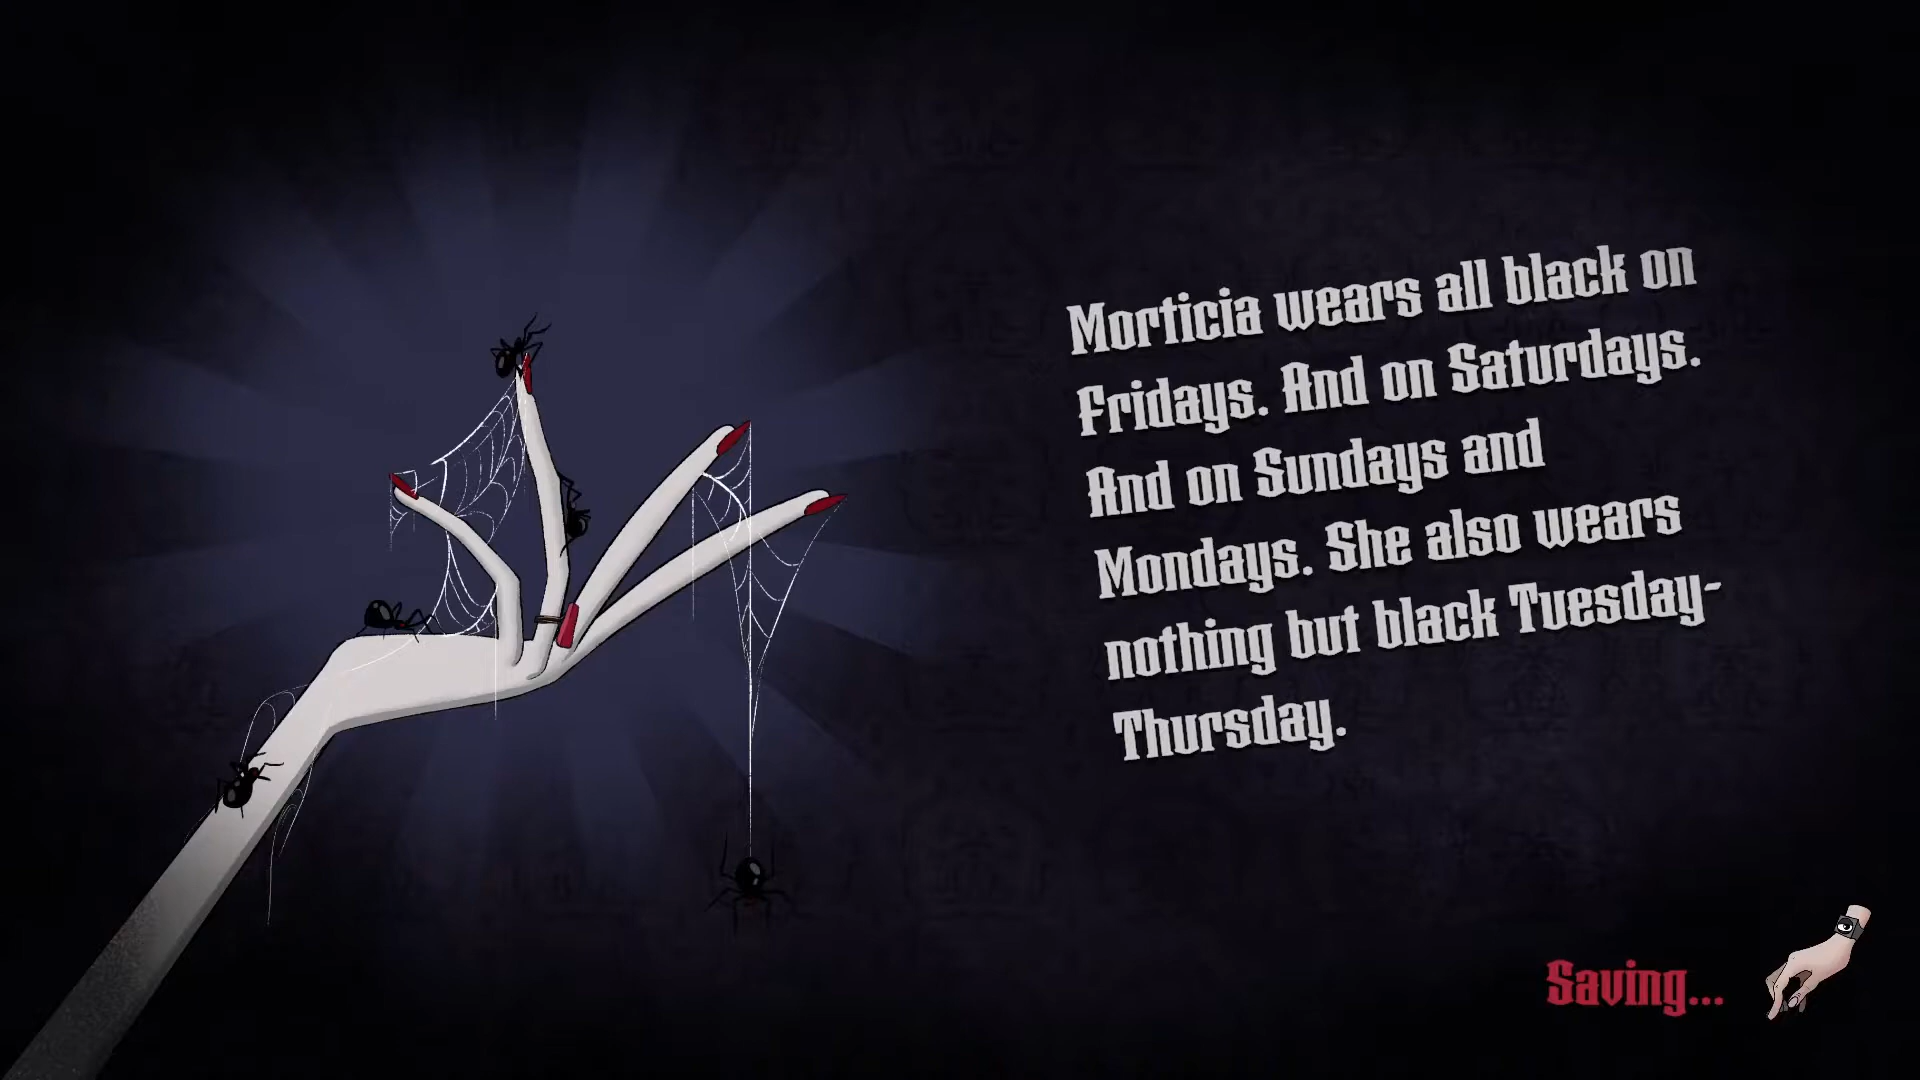 Morticia wears all black on
Fridays. And on Saturdays.
And on Sundays and
Mondays. She also wears
nothing but black Tuesday-
Thursday.
Saving...